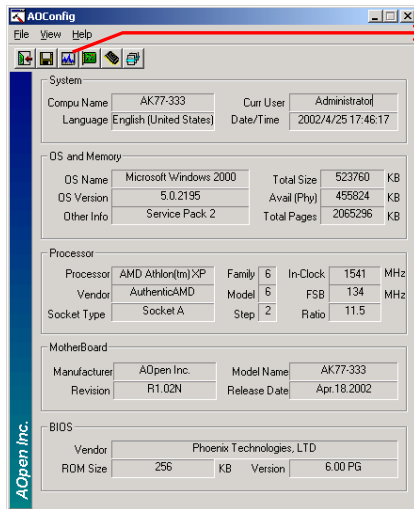 AOConfig
File View Help
System
Compu Name AK77-333 Curr User Administrator
Language English (United States) Date/Time 2002/4/25 17:46:17
OS and Memory
OS Name Microsoft Windows 2000 Total Size 523760 KB
OS Version 5.0.2195 Avail (Phy) 455824 KB
Other Info Service Pack 2 Total Pages 2065296 KB
Processor
Processor AMD Athlon(tm) XP Family 6 In-Clock 1541 MHz
Vendor AuthenticAMD Model 6 FSB 134 MHz
Socket Type Socket A Step 2 Ratio 11.5
MotherBoard
Manufacturer AOpen Inc. Model Name AK77-333
Revision R1.02N Release Date Apr.18.2002
BIOS
Vendor Phoenix Technologies, LTD
ROM Size 256 KB Version 6.00 PG
AOpen Inc.